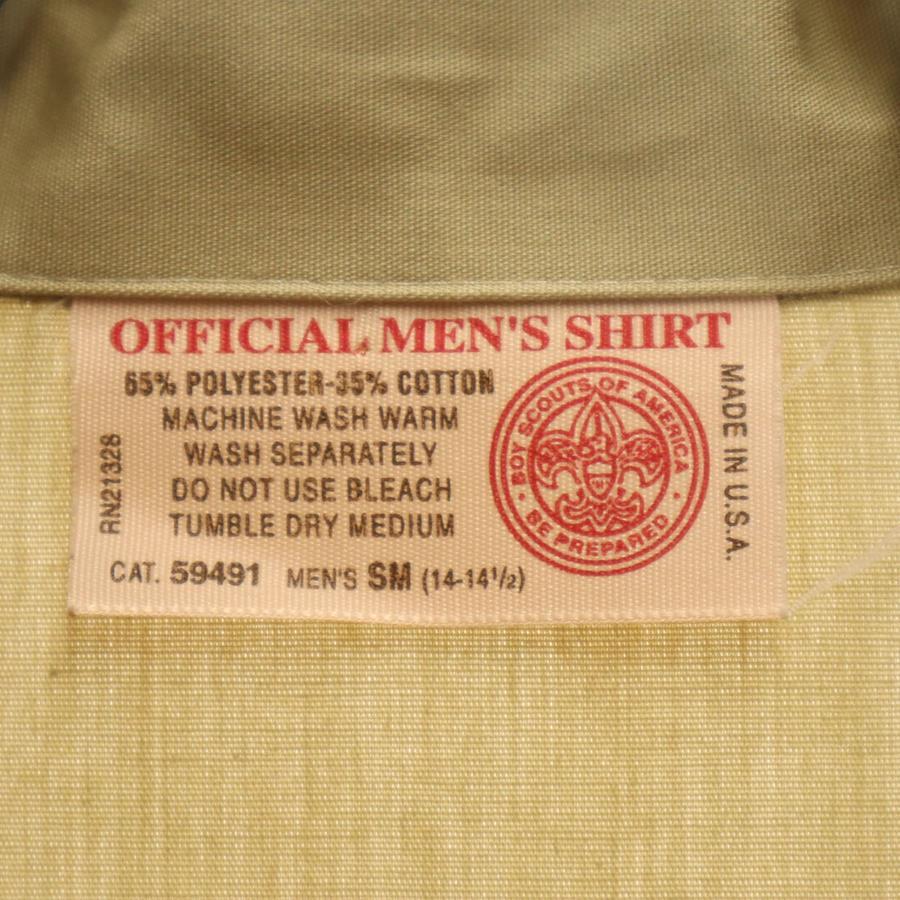 OFFICIAL MEN'S SHIRT
65% POLYESTER-35% COTTON
MACHINE WASH WARM
WASH SEPARATELY
DO NOT USE BLEACH
TUMBLE DRY MEDIUM
CAT. 59491 MEN'S SM (14-14½)
RN21328
BOY SCOUTS OF AMERICA
BE PREPARED
MADE IN U.S.A.